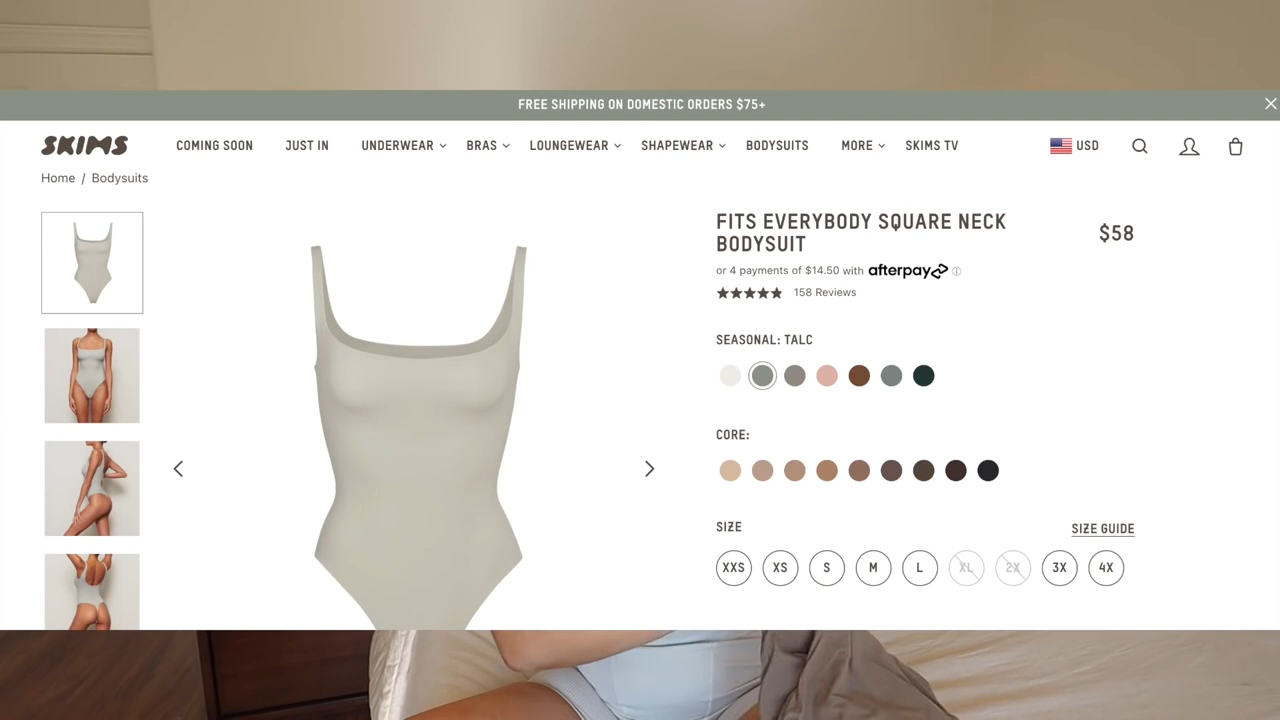 FREE SHIPPING ON DOMESTIC ORDERS $75+
SKIMS
COMING SOON JUST IN UNDERWEAR BRAS LOUNGEWEAR SHAPEWEAR BODYSUITS MORE SKIMS TV USD
Home / Bodysuits
FITS EVERYBODY SQUARE NECK
BODYSUIT
$58
or 4 payments of $14.50 with afterpay
158 Reviews
SEASONAL: TALC
CORE:
SIZE
SIZE GUIDE
XXS XS S M L XL 2X 3X 4X